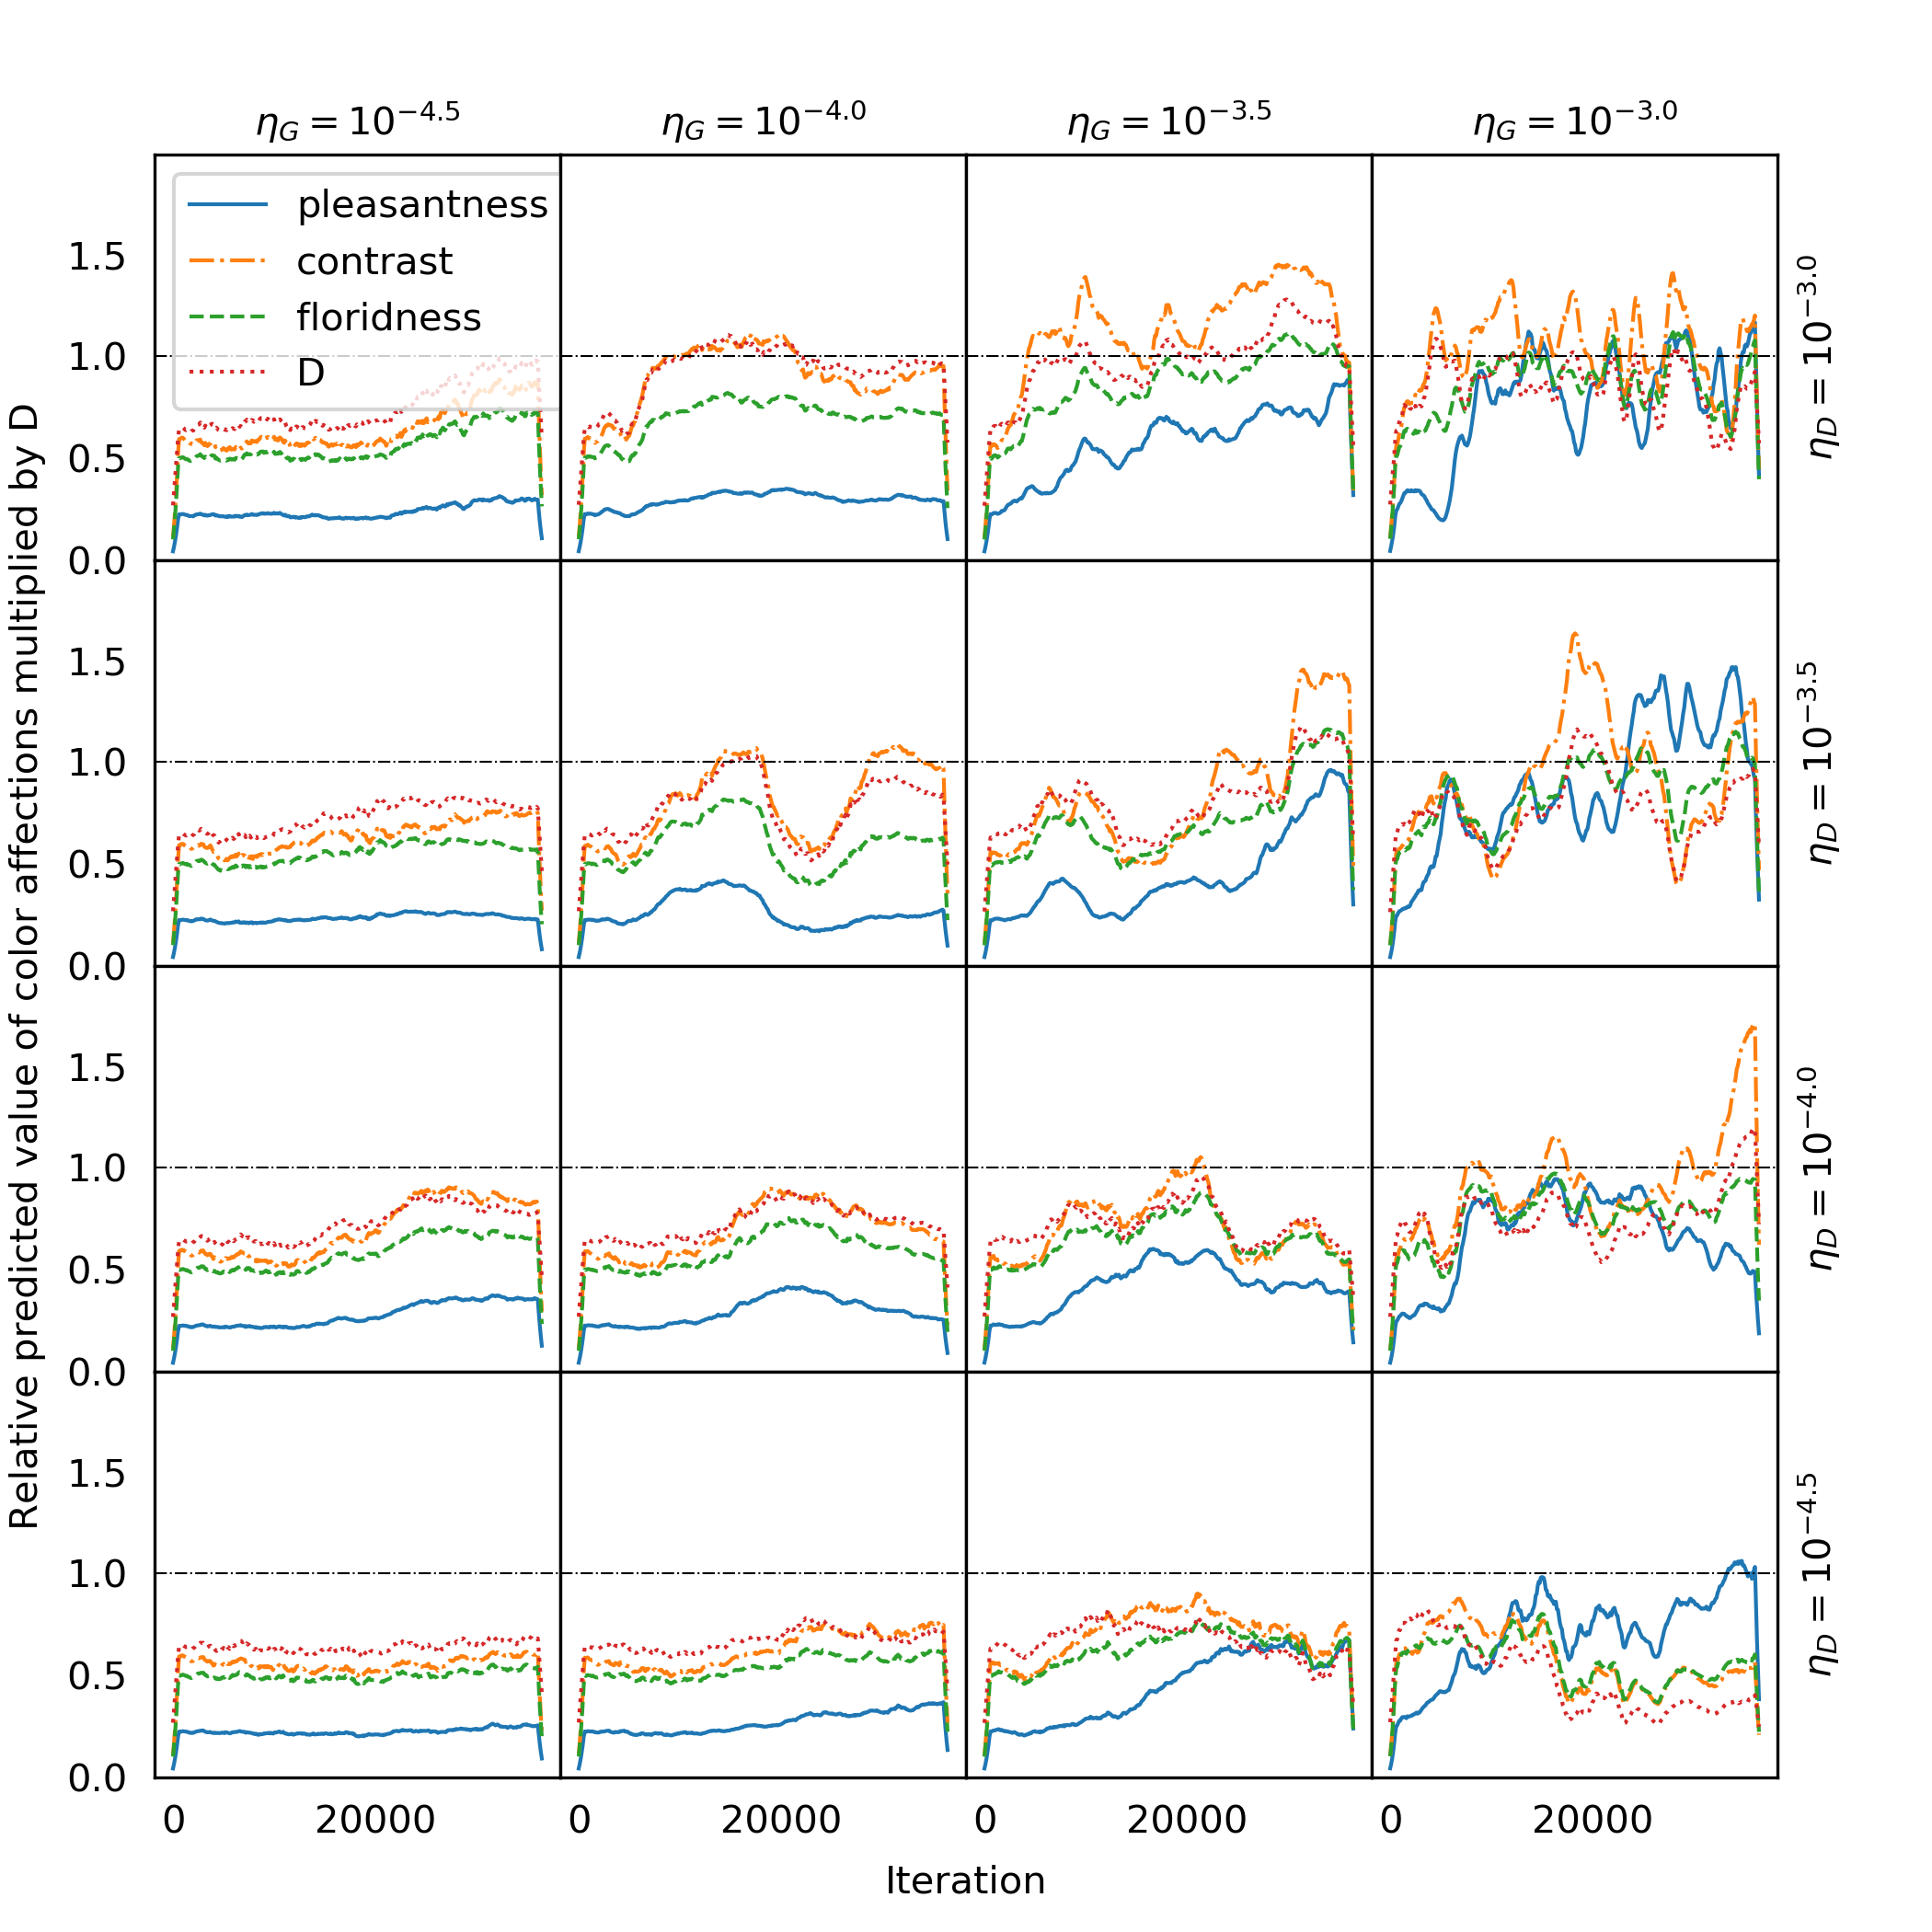 η_G = 10^−4.5 η_G = 10^−4.0 η_G = 10^−3.5 η_G = 10^−3.0
pleasantness
contrast
floridness
D
1.5
1.0
0.5
0.0
η_D = 10^−3.0
1.5
1.0
0.5
0.0
η_D = 10^−3.5
1.5
1.0
0.5
0.0
η_D = 10^−4.0
1.5
1.0
0.5
0.0
η_D = 10^−4.5
Relative predicted value of color affections multiplied by D
0 20000 0 20000 0 20000 0 20000
Iteration